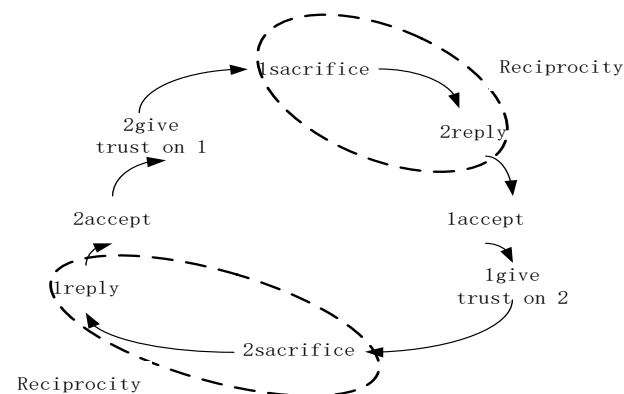 1sacrifice
Reciprocity
2give
trust on 1
2reply
2accept
1accept
1reply
1give
trust on 2
2sacrifice
Reciprocity